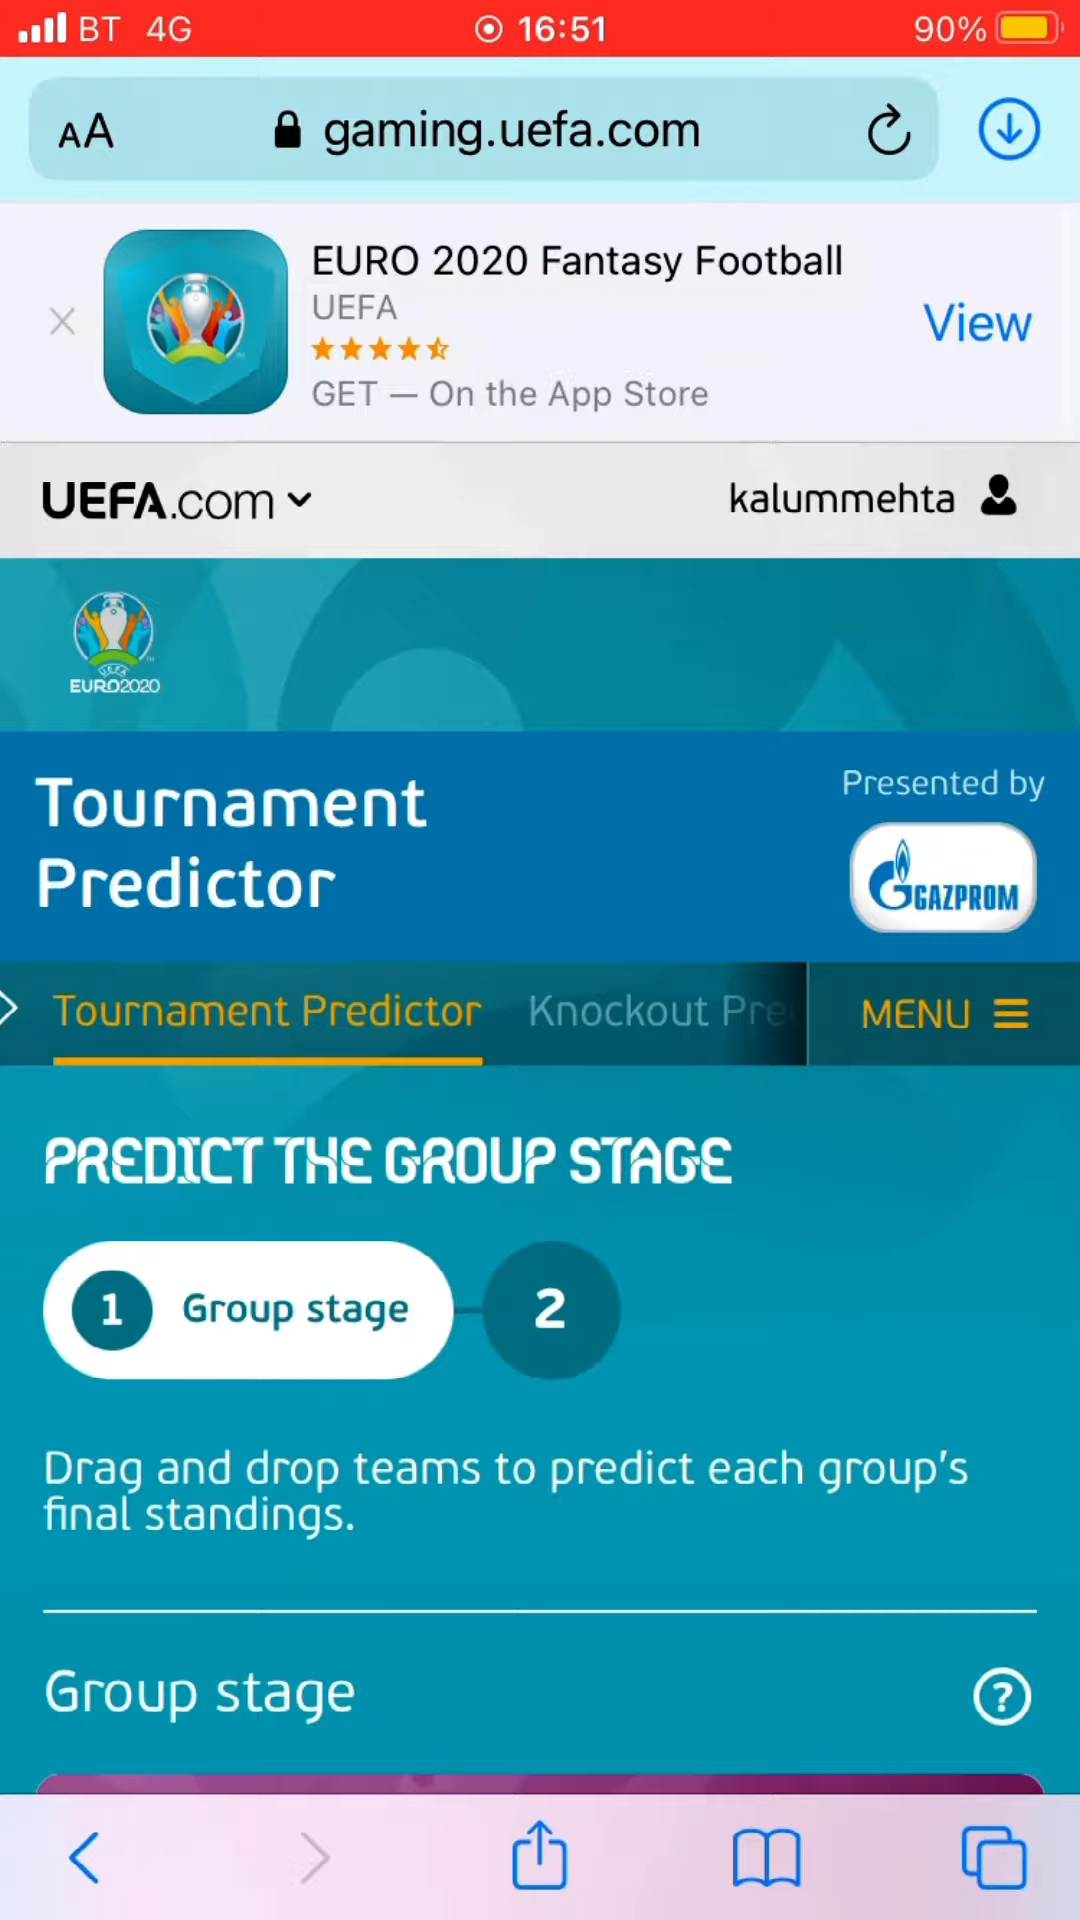 BT 4G 16:51 90%
AA gaming.uefa.com
EURO 2020 Fantasy Football
UEFA
GET — On the App Store
View
UEFA.com kalummehta
UEFA
EURO2020
Tournament
Predictor
Presented by
GAZPROM
Tournament Predictor Knockout Pre
MENU
PREDICT THE GROUP STAGE
1 Group stage 2
Drag and drop teams to predict each group's
final standings.
Group stage ?